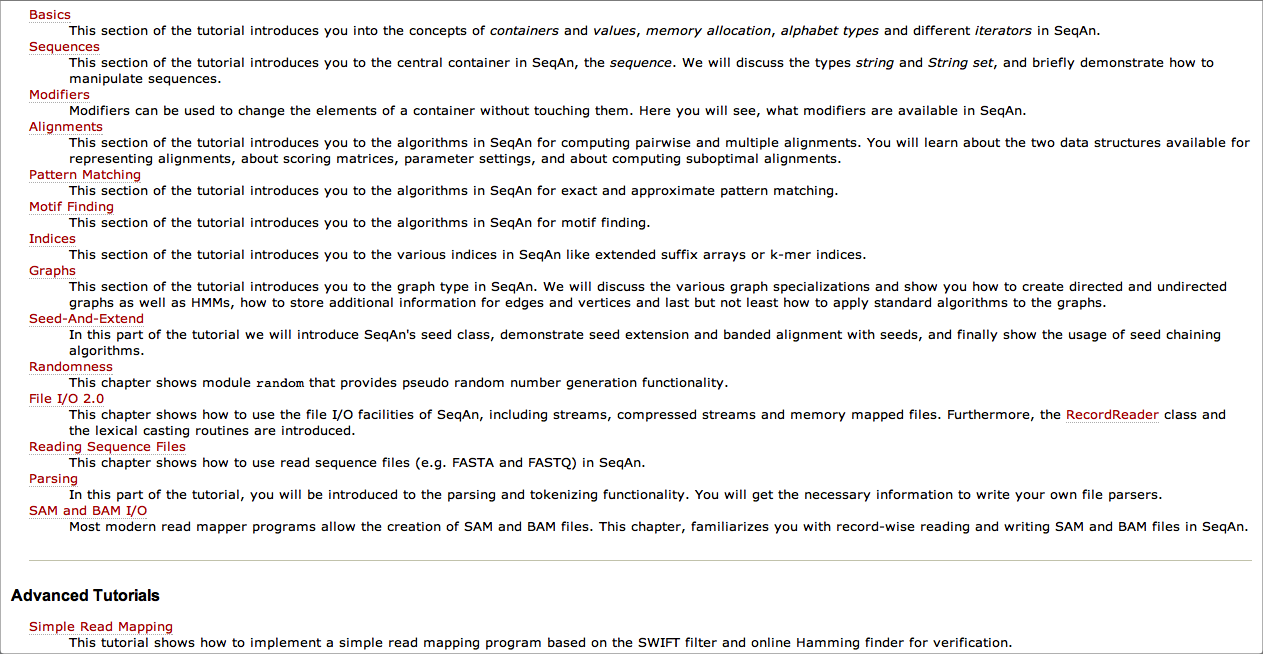 Basics
This section of the tutorial introduces you into the concepts of containers and values, memory allocation, alphabet types and different iterators in SeqAn.
Sequences
This section of the tutorial introduces you to the central container in SeqAn, the sequence. We will discuss the types string and String set, and briefly demonstrate how to
manipulate sequences.
Modifiers
Modifiers can be used to change the elements of a container without touching them. Here you will see, what modifiers are available in SeqAn.
Alignments
This section of the tutorial introduces you to the algorithms in SeqAn for computing pairwise and multiple alignments. You will learn about the two data structures available for
representing alignments, about scoring matrices, parameter settings, and about computing suboptimal alignments.
Pattern Matching
This section of the tutorial introduces you to the algorithms in SeqAn for exact and approximate pattern matching.
Motif Finding
This section of the tutorial introduces you to the algorithms in SeqAn for motif finding.
Indices
This section of the tutorial introduces you to the various indices in SeqAn like extended suffix arrays or k-mer indices.
Graphs
This section of the tutorial introduces you to the graph type in SeqAn. We will discuss the various graph specializations and show you how to create directed and undirected
graphs as well as HMMs, how to store additional information for edges and vertices and last but not least how to apply standard algorithms to the graphs.
Seed-And-Extend
In this part of the tutorial we will introduce SeqAn's seed class, demonstrate seed extension and banded alignment with seeds, and finally show the usage of seed chaining
algorithms.
Randomness
This chapter shows module random that provides pseudo random number generation functionality.
File I/O 2.0
This chapter shows how to use the file I/O facilities of SeqAn, including streams, compressed streams and memory mapped files. Furthermore, the RecordReader class and
the lexical casting routines are introduced.
Reading Sequence Files
This chapter shows how to use read sequence files (e.g. FASTA and FASTQ) in SeqAn.
Parsing
In this part of the tutorial, you will be introduced to the parsing and tokenizing functionality. You will get the necessary information to write your own file parsers.
SAM and BAM I/O
Most modern read mapper programs allow the creation of SAM and BAM files. This chapter, familiarizes you with record-wise reading and writing SAM and BAM files in SeqAn.
Advanced Tutorials
Simple Read Mapping
This tutorial shows how to implement a simple read mapping program based on the SWIFT filter and online Hamming finder for verification.